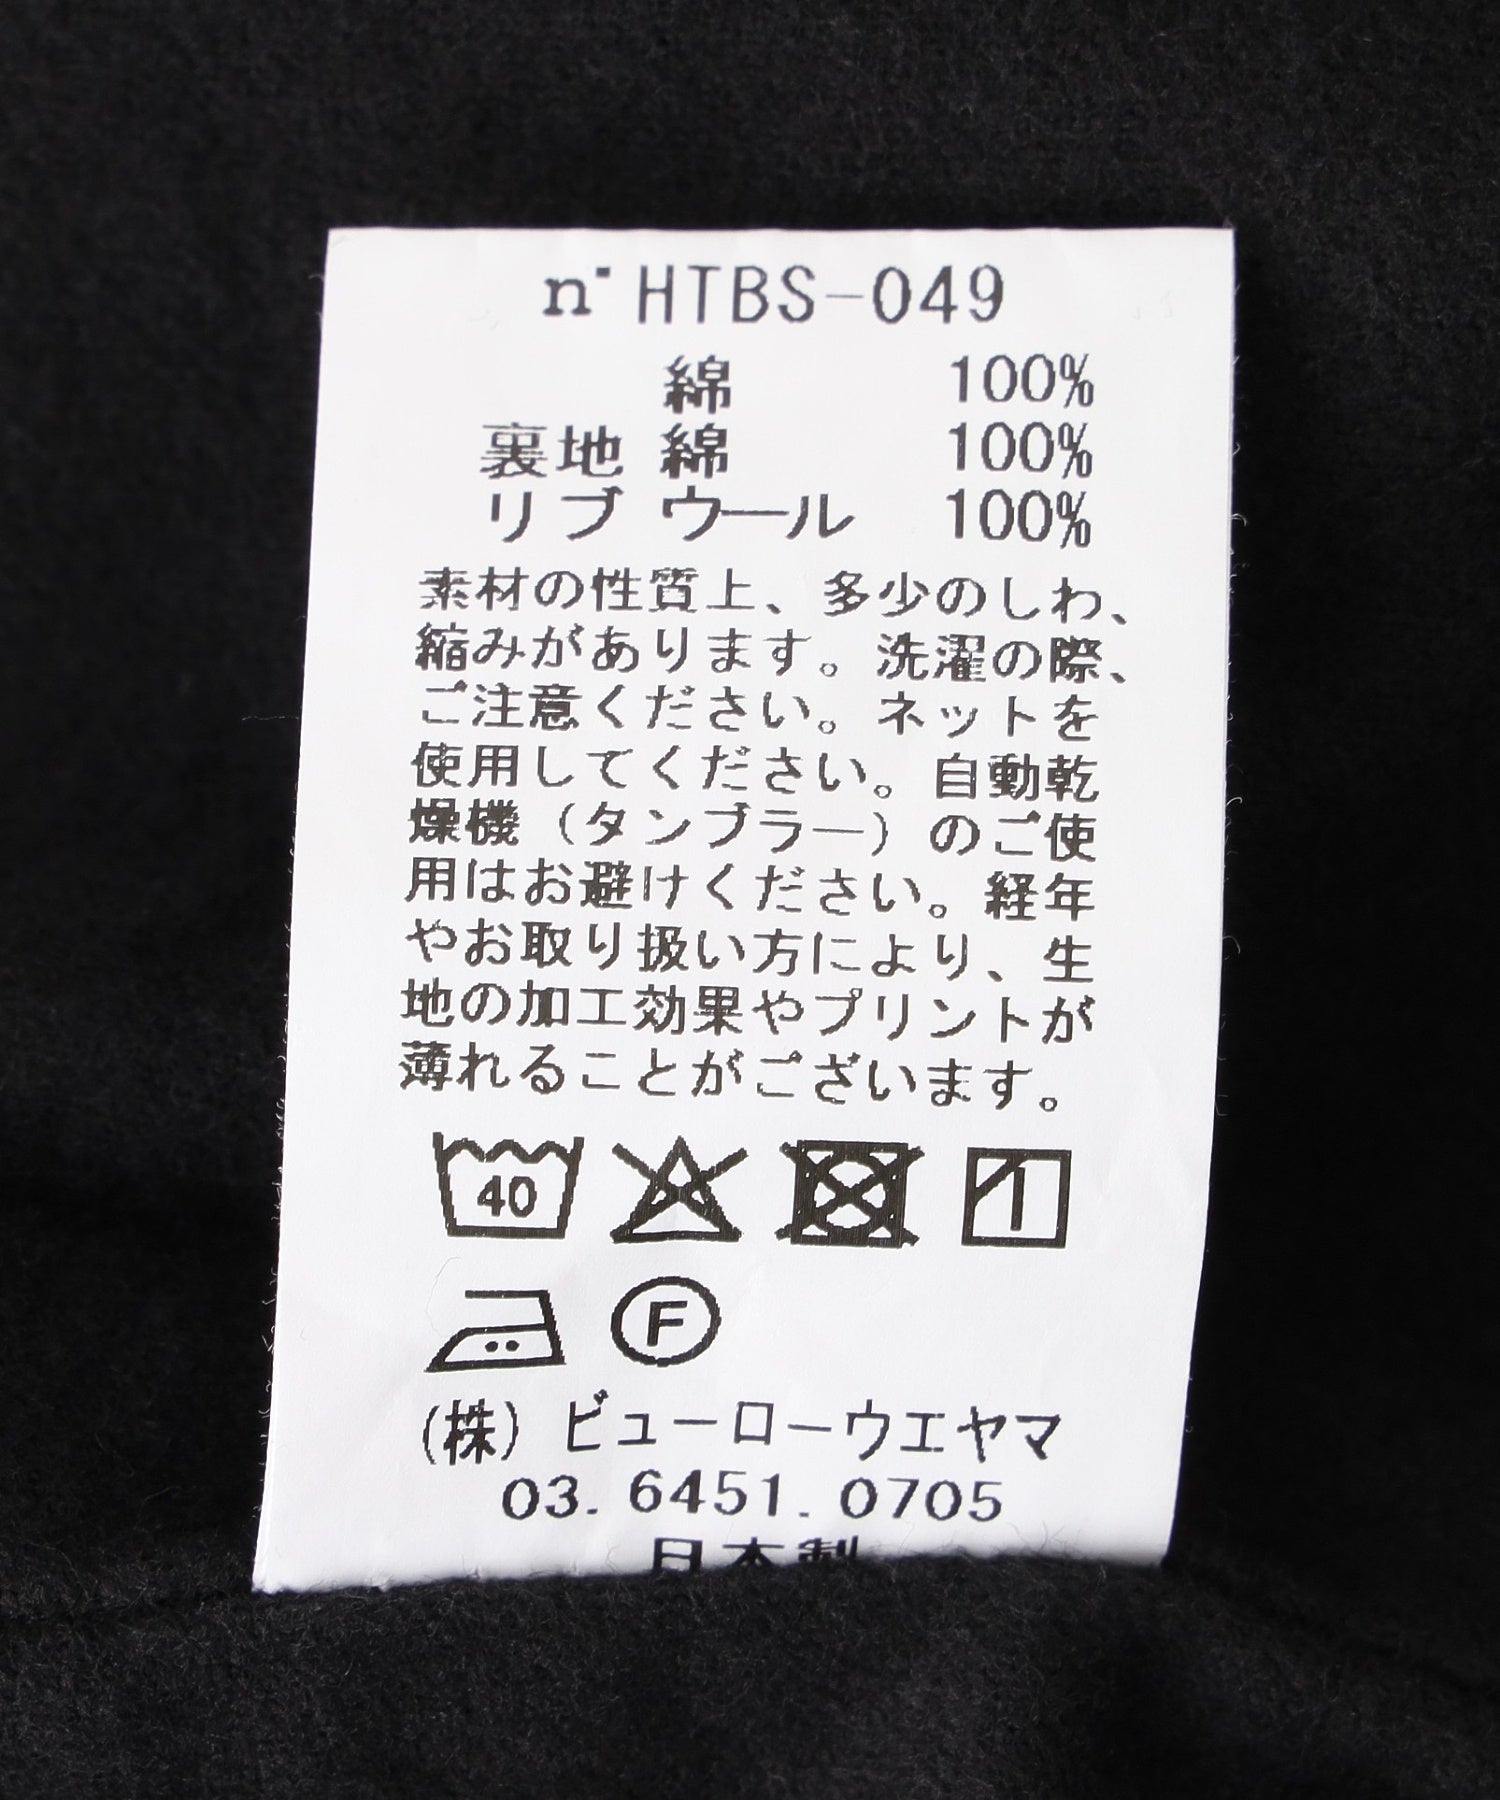 n° HTBS-049
綿 100%
裏地 綿 100%
リブ ウール 100%
素材の性質上、多少のしわ、
縮みがあります。洗濯の際、
ご注意ください。ネットを
使用してください。自動乾
燥機（タンブラー）のご使
用はお避けください。経年
やお取り扱い方により、生
地の加工効果やプリントが
薄れることがございます。
40
F
(株) ビューローウエヤマ
03. 6451. 0705
日本製